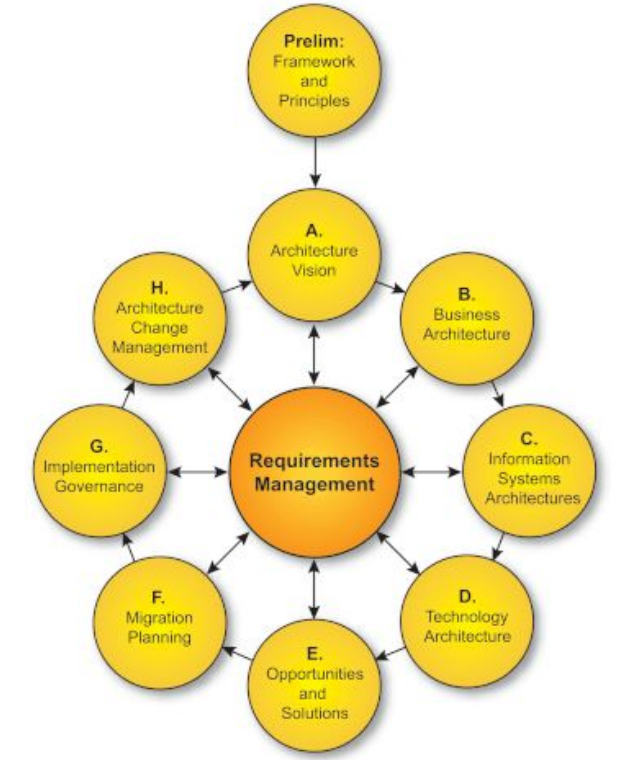 Prelim:
Framework
and
Principles
A.
Architecture
Vision
B.
Business
Architecture
C.
Information
Systems
Architectures
D.
Technology
Architecture
E.
Opportunities
and
Solutions
F.
Migration
Planning
G.
Implementation
Governance
H.
Architecture
Change
Management
Requirements
Management